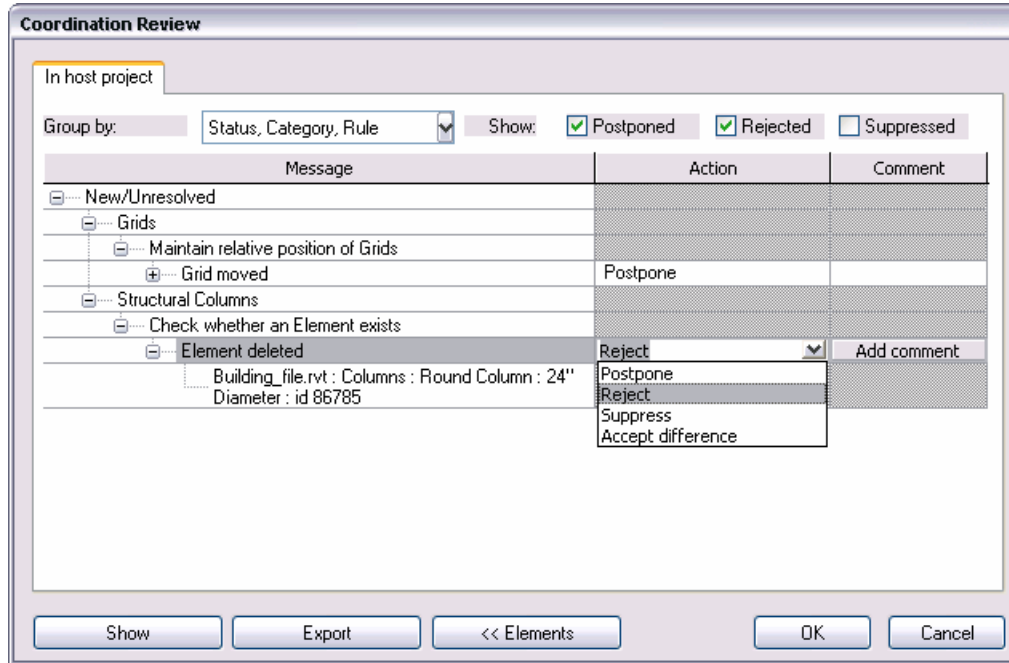 Coordination Review
In host project
Group by: Status, Category, Rule Show: Postponed Rejected Suppressed
Message Action Comment
New/Unresolved
Grids
Maintain relative position of Grids
Grid moved Postpone
Structural Columns
Check whether an Element exists
Element deleted Reject Add comment
Building_file.rvt : Columns : Round Column : 24"
Diameter : id 86785
Postpone
Reject
Suppress
Accept difference
Show Export << Elements OK Cancel